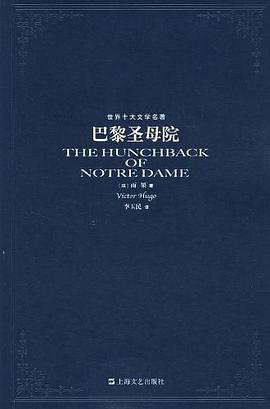 世界十大文学名著
巴黎圣母院
THE HUNCHBACK
OF
NOTRE DAME
〔法〕雨 果 著
Victor Hugo
李玉民 译
上海文艺出版社